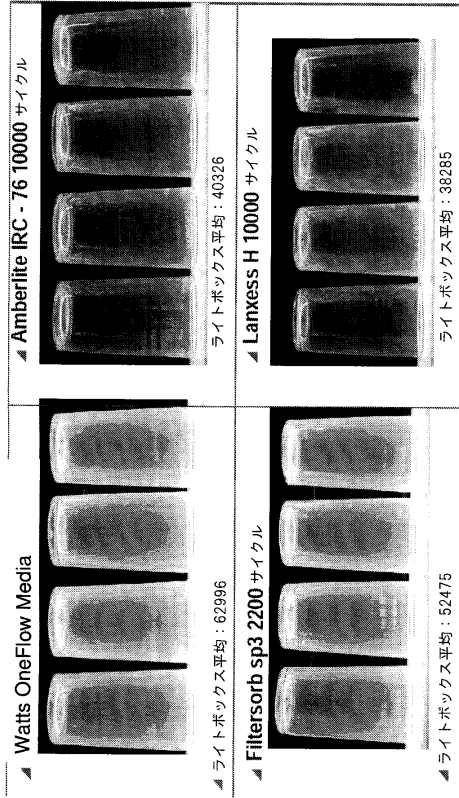 Watts OneFlow Media
ライトボックス平均：62996
Amberlite IRC - 76 10000 サイクル
ライトボックス平均：40326
Filtersorb sp3 2200 サイクル
ライトボックス平均：52475
Lanxess H 10000 サイクル
ライトボックス平均：38285